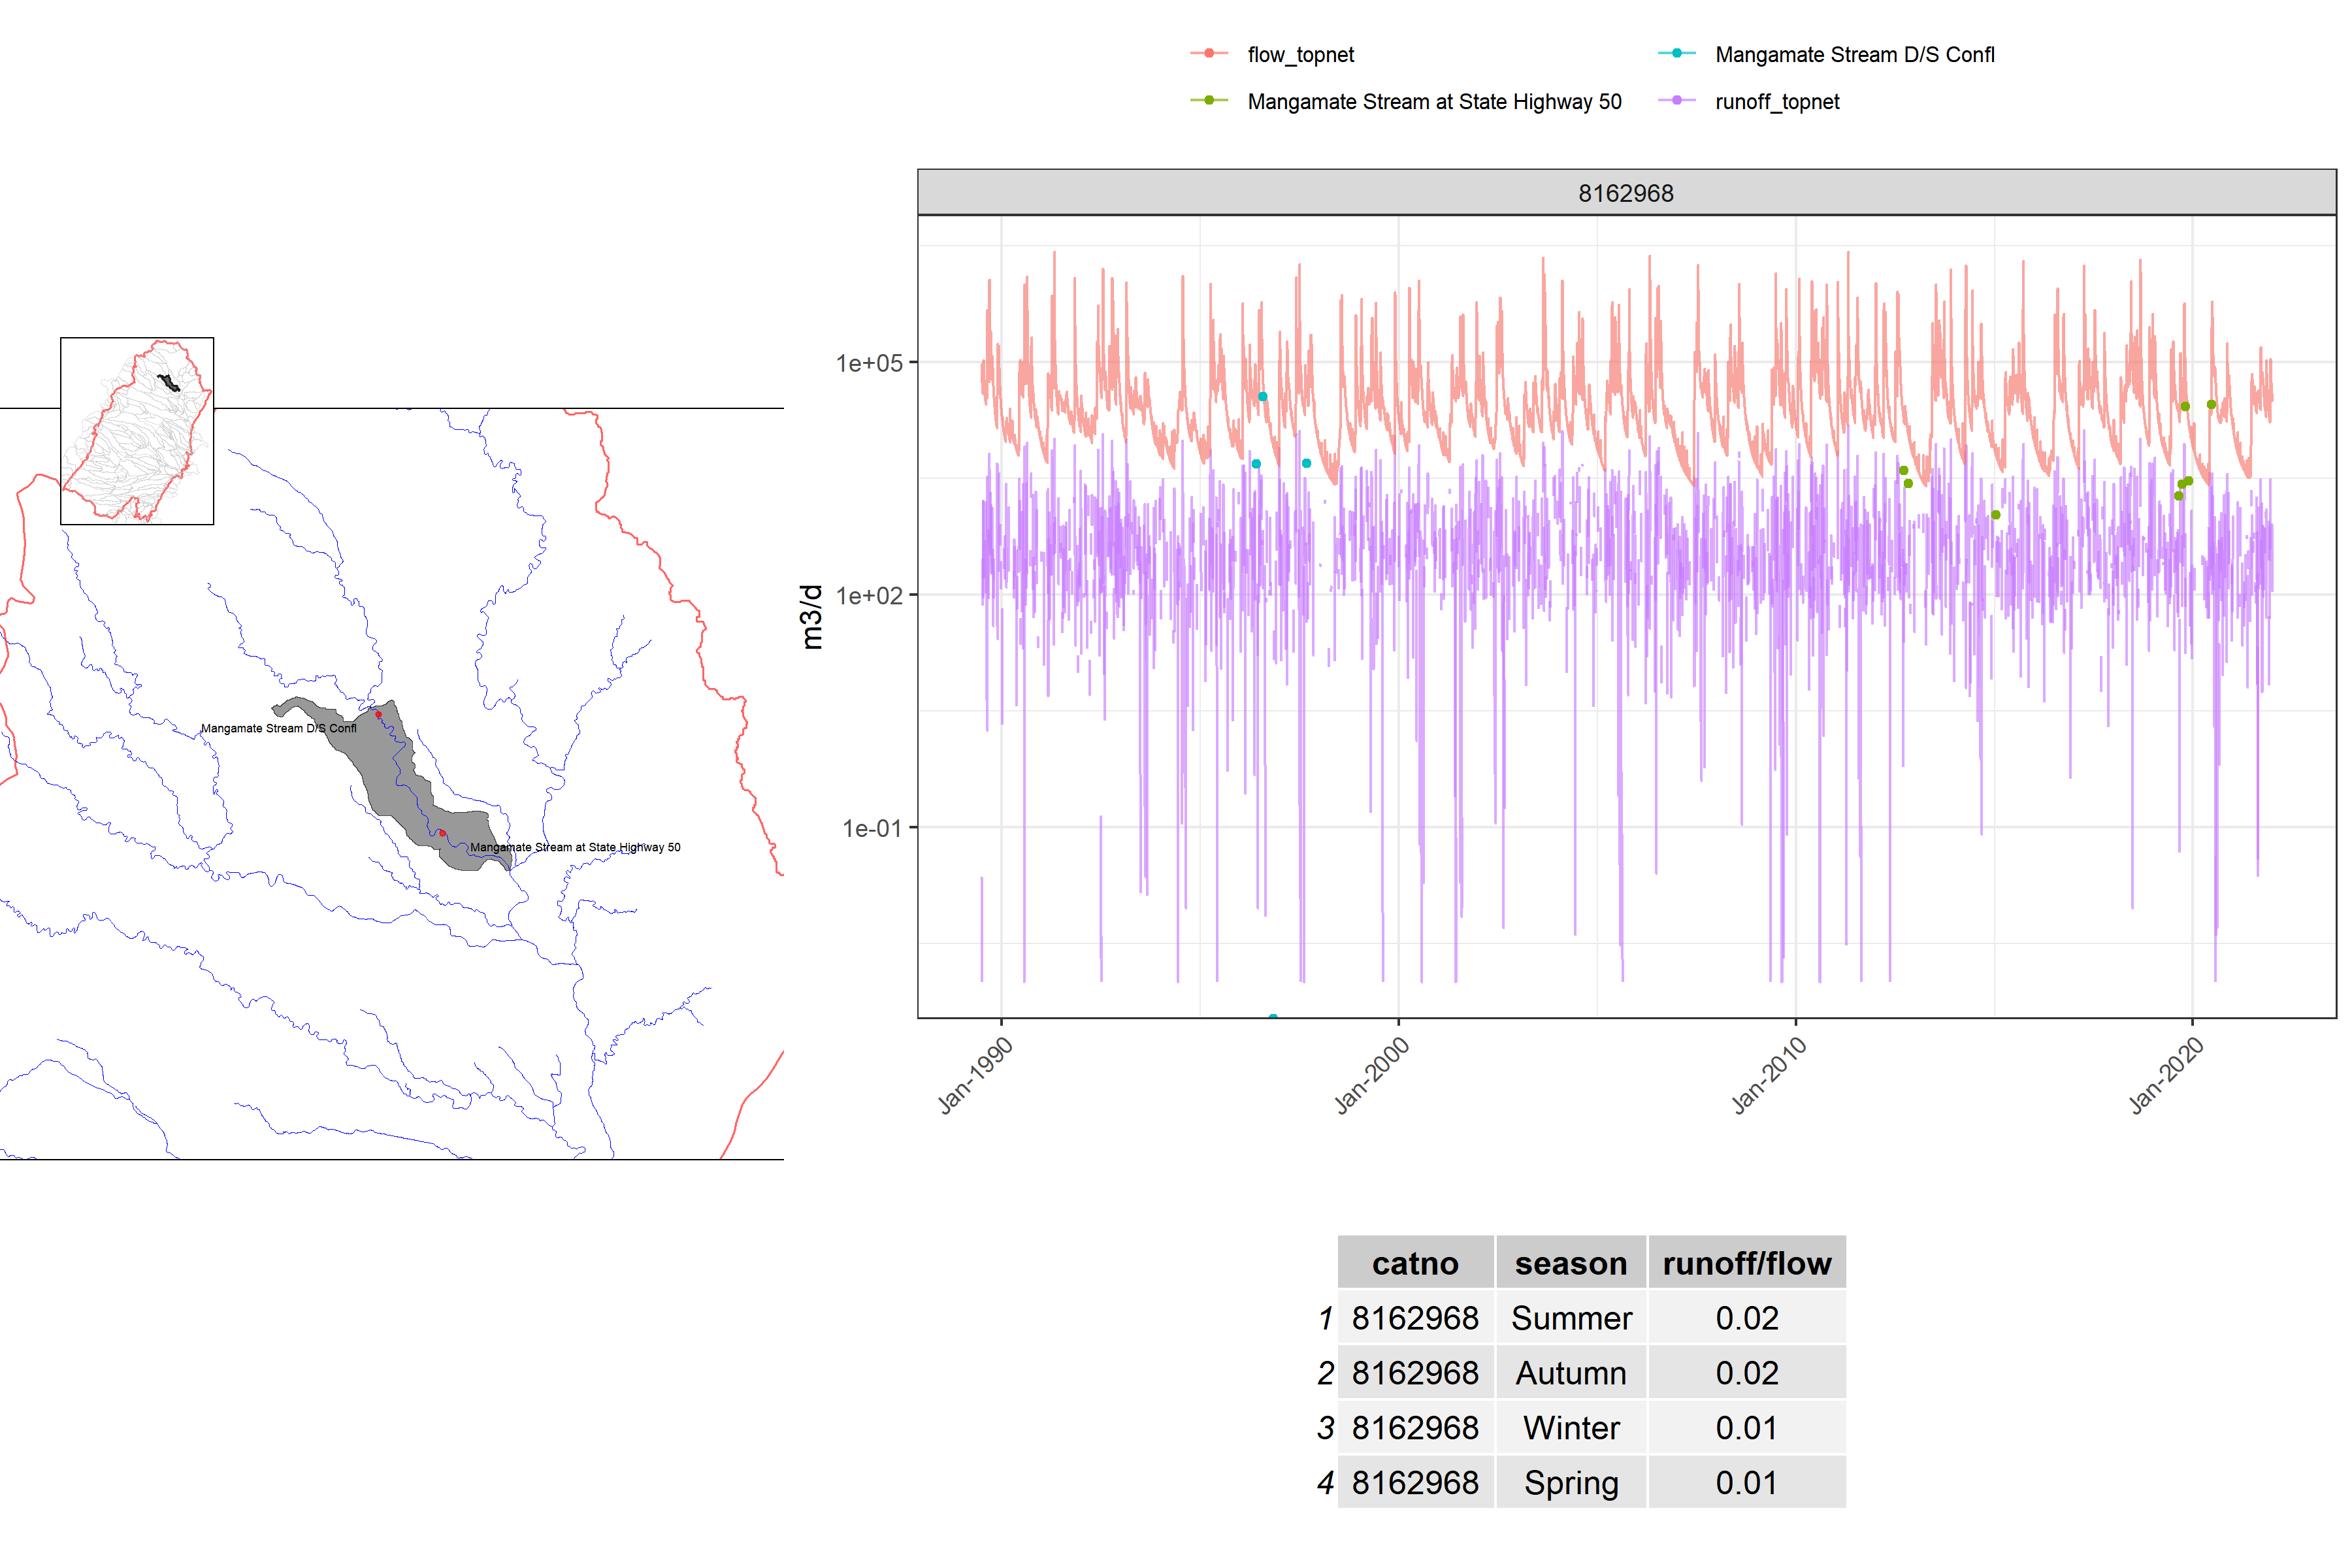 flow_topnet
Mangamate Stream D/S Confl
Mangamate Stream at State Highway 50
runoff_topnet
8162968
m3/d
1e+05
1e+02
1e-01
Jan-1990
Jan-2000
Jan-2010
Jan-2020
Mangamate Stream D/S Confl
Mangamate Stream at State Highway 50
catno season runoff/flow
1 8162968 Summer 0.02
2 8162968 Autumn 0.02
3 8162968 Winter 0.01
4 8162968 Spring 0.01